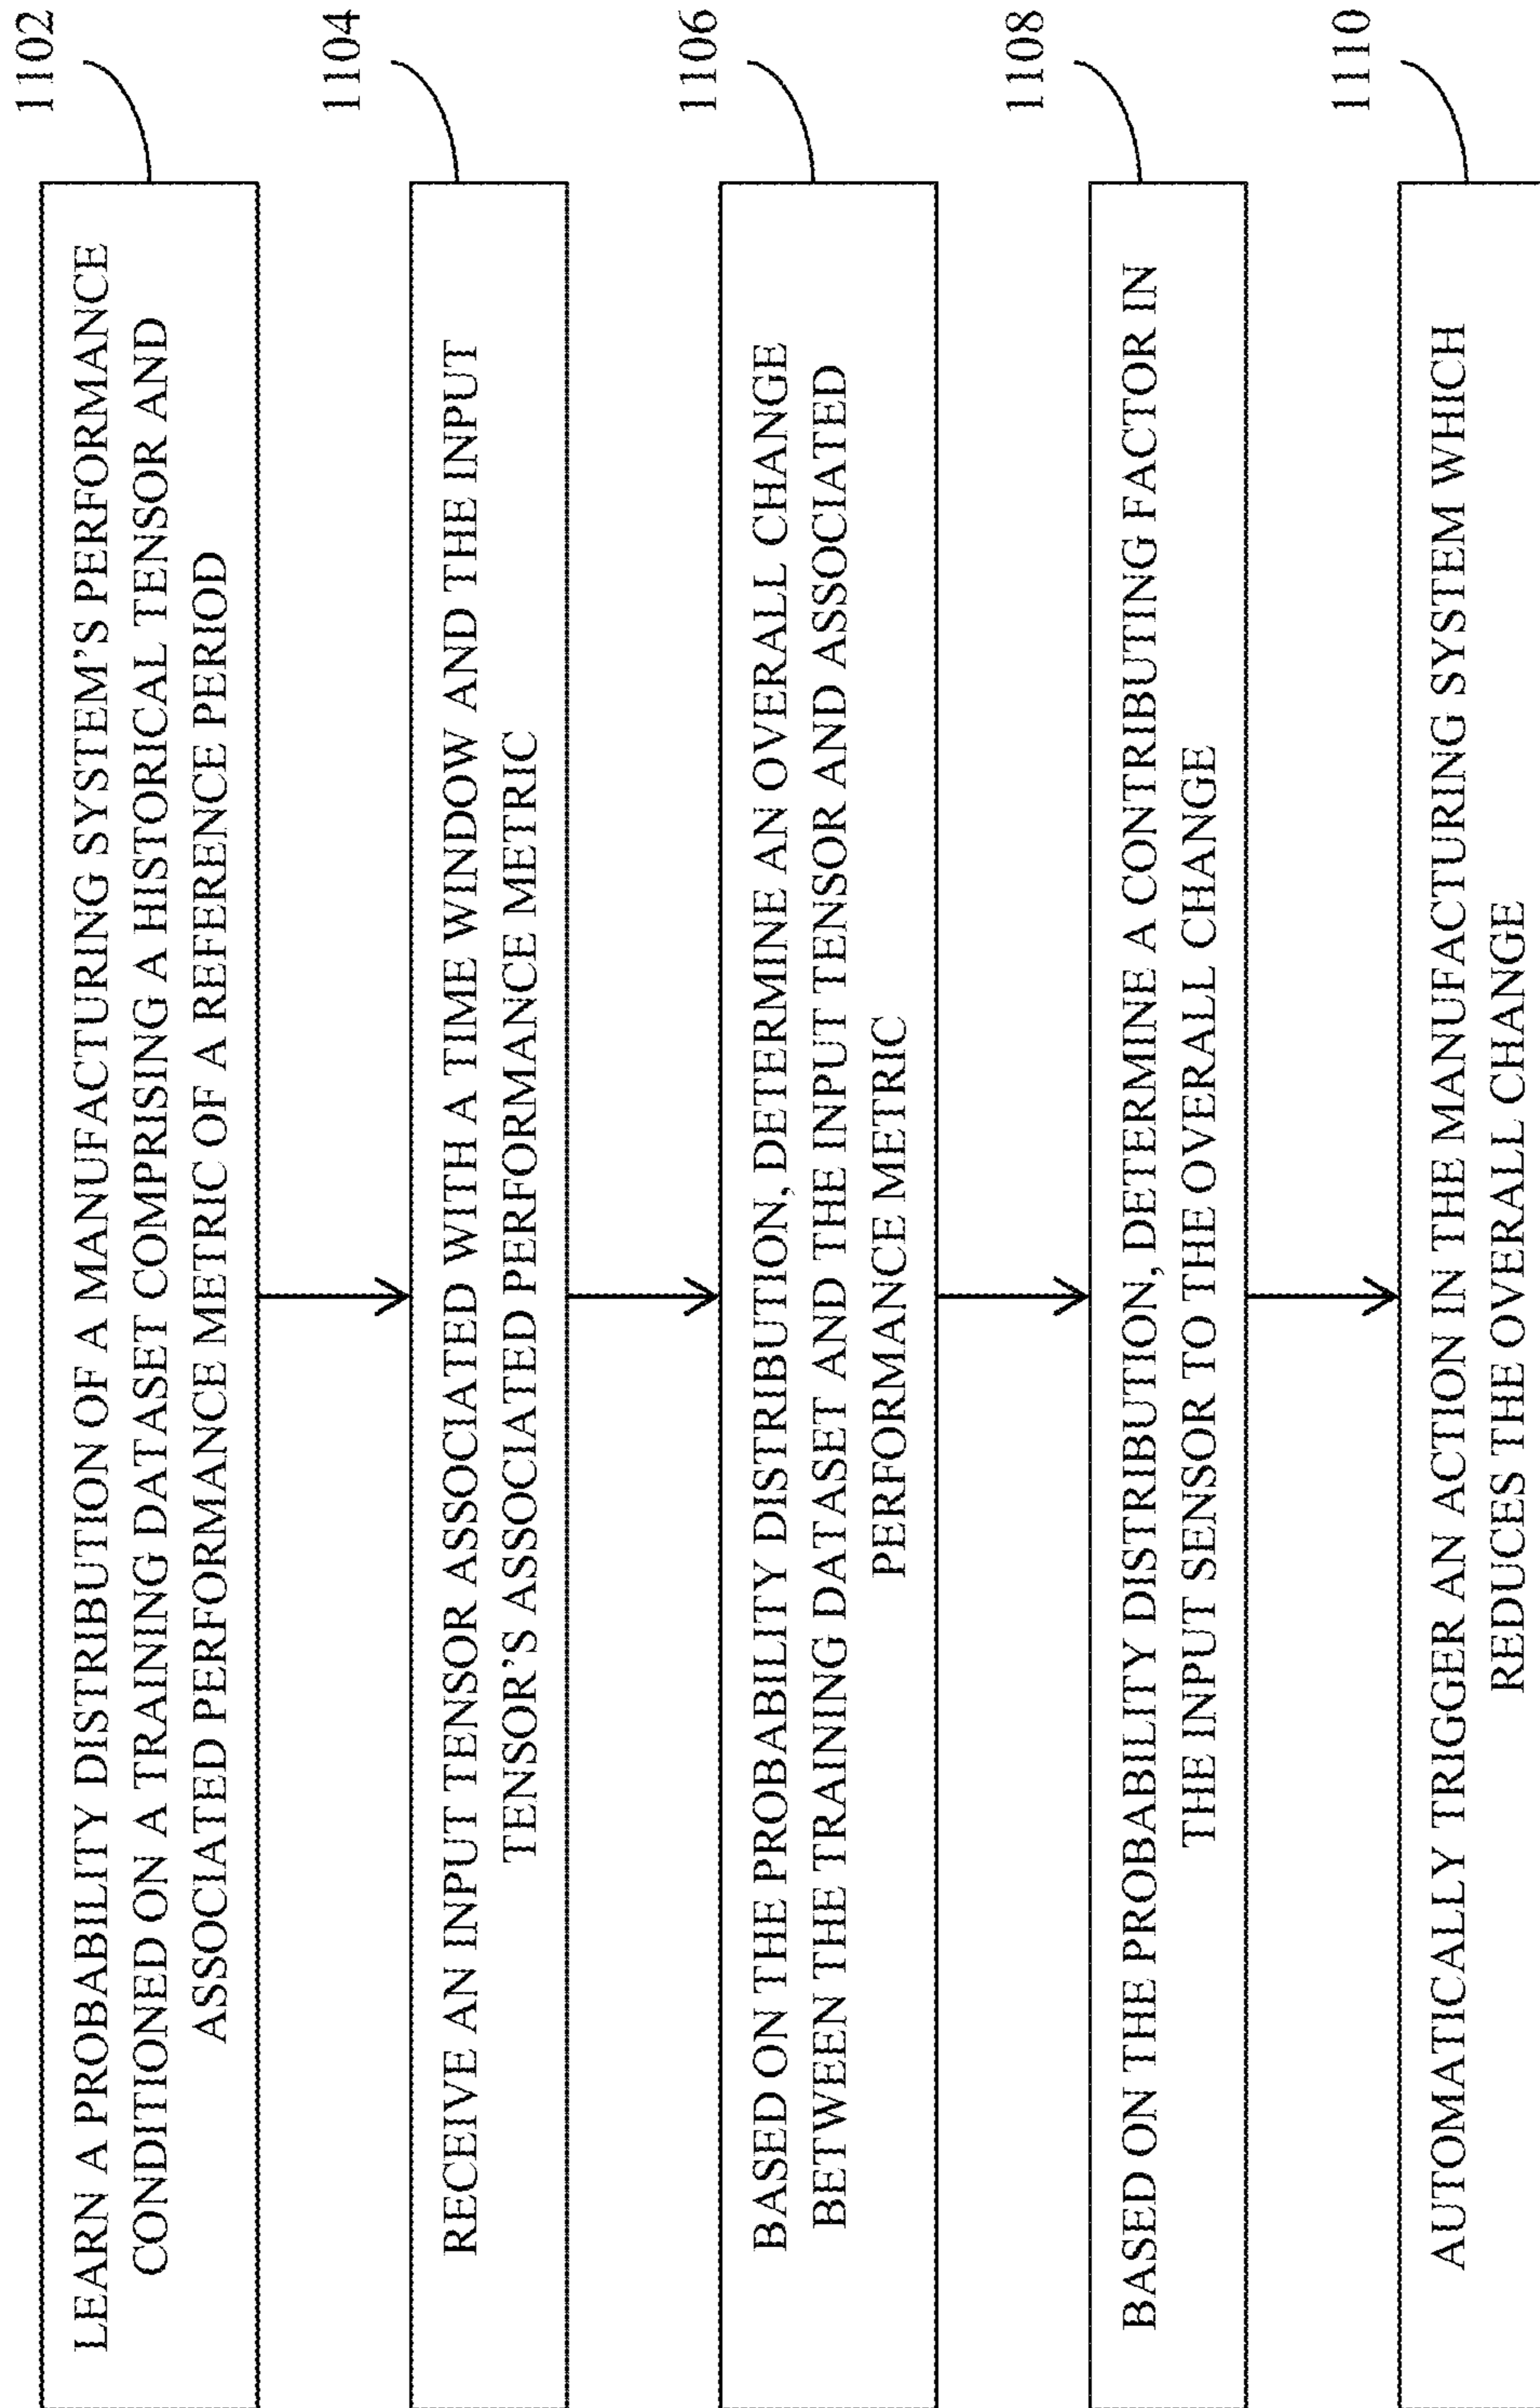 1102
LEARN A PROBABILITY DISTRIBUTION OF A MANUFACTURING SYSTEM'S PERFORMANCE
CONDITIONED ON A TRAINING DATASET COMPRISING A HISTORICAL TENSOR AND
ASSOCIATED PERFORMANCE METRIC OF A REFERENCE PERIOD
1104
RECEIVE AN INPUT TENSOR ASSOCIATED WITH A TIME WINDOW AND THE INPUT
TENSOR'S ASSOCIATED PERFORMANCE METRIC
1106
BASED ON THE PROBABILITY DISTRIBUTION, DETERMINE AN OVERALL CHANGE
BETWEEN THE TRAINING DATASET AND THE INPUT TENSOR AND ASSOCIATED
PERFORMANCE METRIC
1108
BASED ON THE PROBABILITY DISTRIBUTION, DETERMINE A CONTRIBUTING FACTOR IN
THE INPUT SENSOR TO THE OVERALL CHANGE
1110
AUTOMATICALLY TRIGGER AN ACTION IN THE MANUFACTURING SYSTEM WHICH
REDUCES THE OVERALL CHANGE